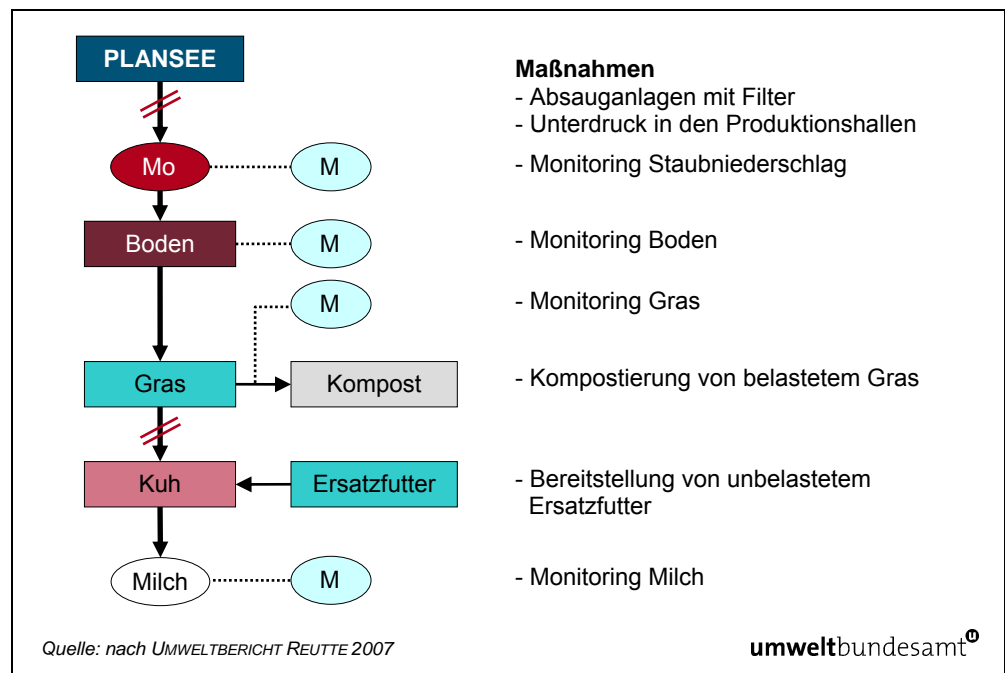 PLANSEE
Maßnahmen
- Absauganlagen mit Filter
- Unterdruck in den Produktionshallen
Mo
M
- Monitoring Staubniederschlag
Boden
M
- Monitoring Boden
M
- Monitoring Gras
Gras
Kompost
- Kompostierung von belastetem Gras
Kuh
Ersatzfutter
- Bereitstellung von unbelastetem
Ersatzfutter
Milch
M
- Monitoring Milch
Quelle: nach UMWELTBERICHT REUTTE 2007
umweltbundesamt u